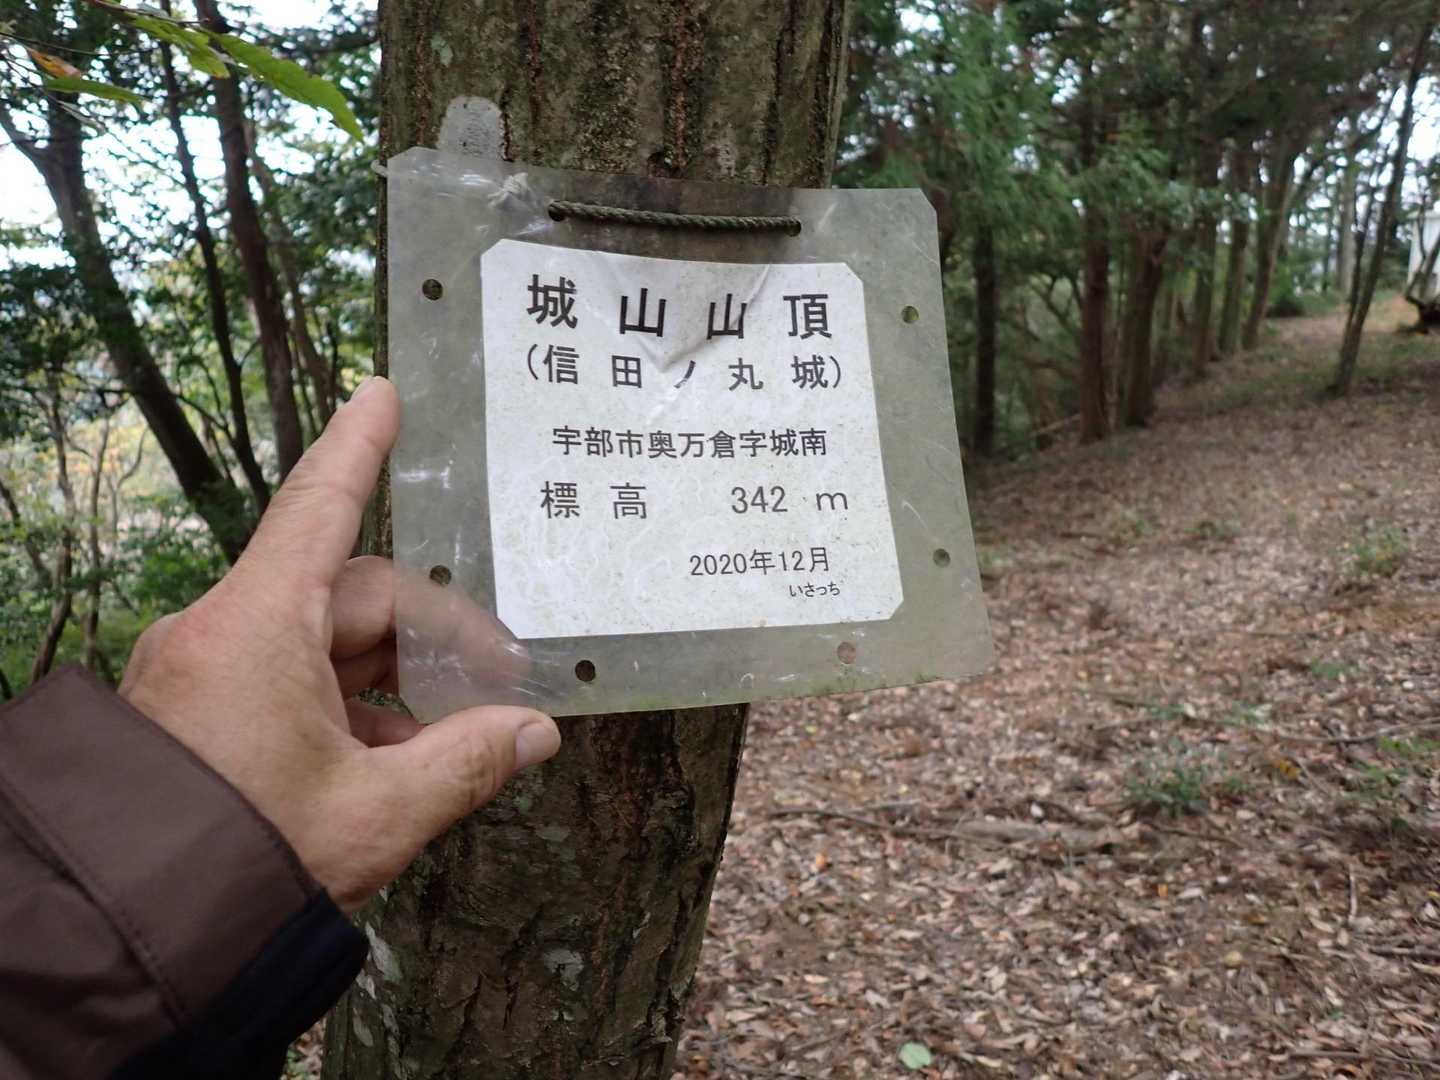 城山山頂
(信田ノ丸城)
宇部市奥万倉字城南
標高 342 m
2020年12月
いさっち